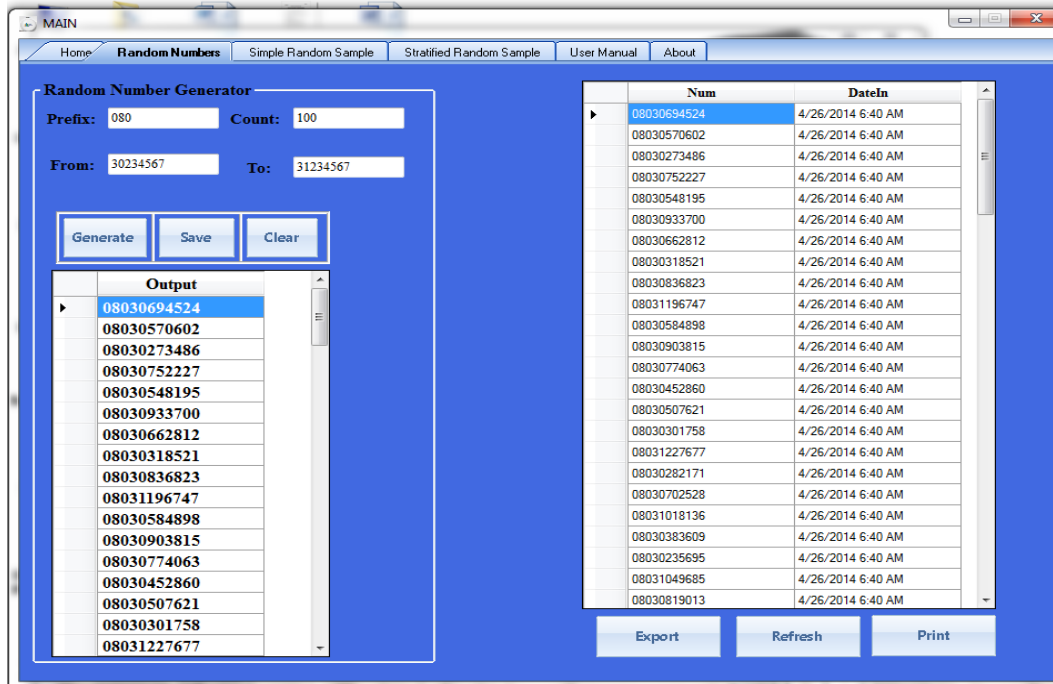 MAIN
Home Random Numbers Simple Random Sample Stratified Random Sample User Manual About
Random Number Generator
Prefix: 080 Count: 100
From: 30234567 To: 31234567
Generate Save Clear
Output
08030694524
08030570602
08030273486
08030752227
08030548195
08030933700
08030662812
08030318521
08030836823
08031196747
08030584898
08030903815
08030774063
08030452860
08030507621
08030301758
08031227677
Num DateIn
08030694524 4/26/2014 6:40 AM
08030570602 4/26/2014 6:40 AM
08030273486 4/26/2014 6:40 AM
08030752227 4/26/2014 6:40 AM
08030548195 4/26/2014 6:40 AM
08030933700 4/26/2014 6:40 AM
08030662812 4/26/2014 6:40 AM
08030318521 4/26/2014 6:40 AM
08030836823 4/26/2014 6:40 AM
08031196747 4/26/2014 6:40 AM
08030584898 4/26/2014 6:40 AM
08030903815 4/26/2014 6:40 AM
08030774063 4/26/2014 6:40 AM
08030452860 4/26/2014 6:40 AM
08030507621 4/26/2014 6:40 AM
08030301758 4/26/2014 6:40 AM
08031227677 4/26/2014 6:40 AM
08030282171 4/26/2014 6:40 AM
08030702528 4/26/2014 6:40 AM
08031018136 4/26/2014 6:40 AM
08030383609 4/26/2014 6:40 AM
08030235695 4/26/2014 6:40 AM
08031049685 4/26/2014 6:40 AM
08030819013 4/26/2014 6:40 AM
Export Refresh Print